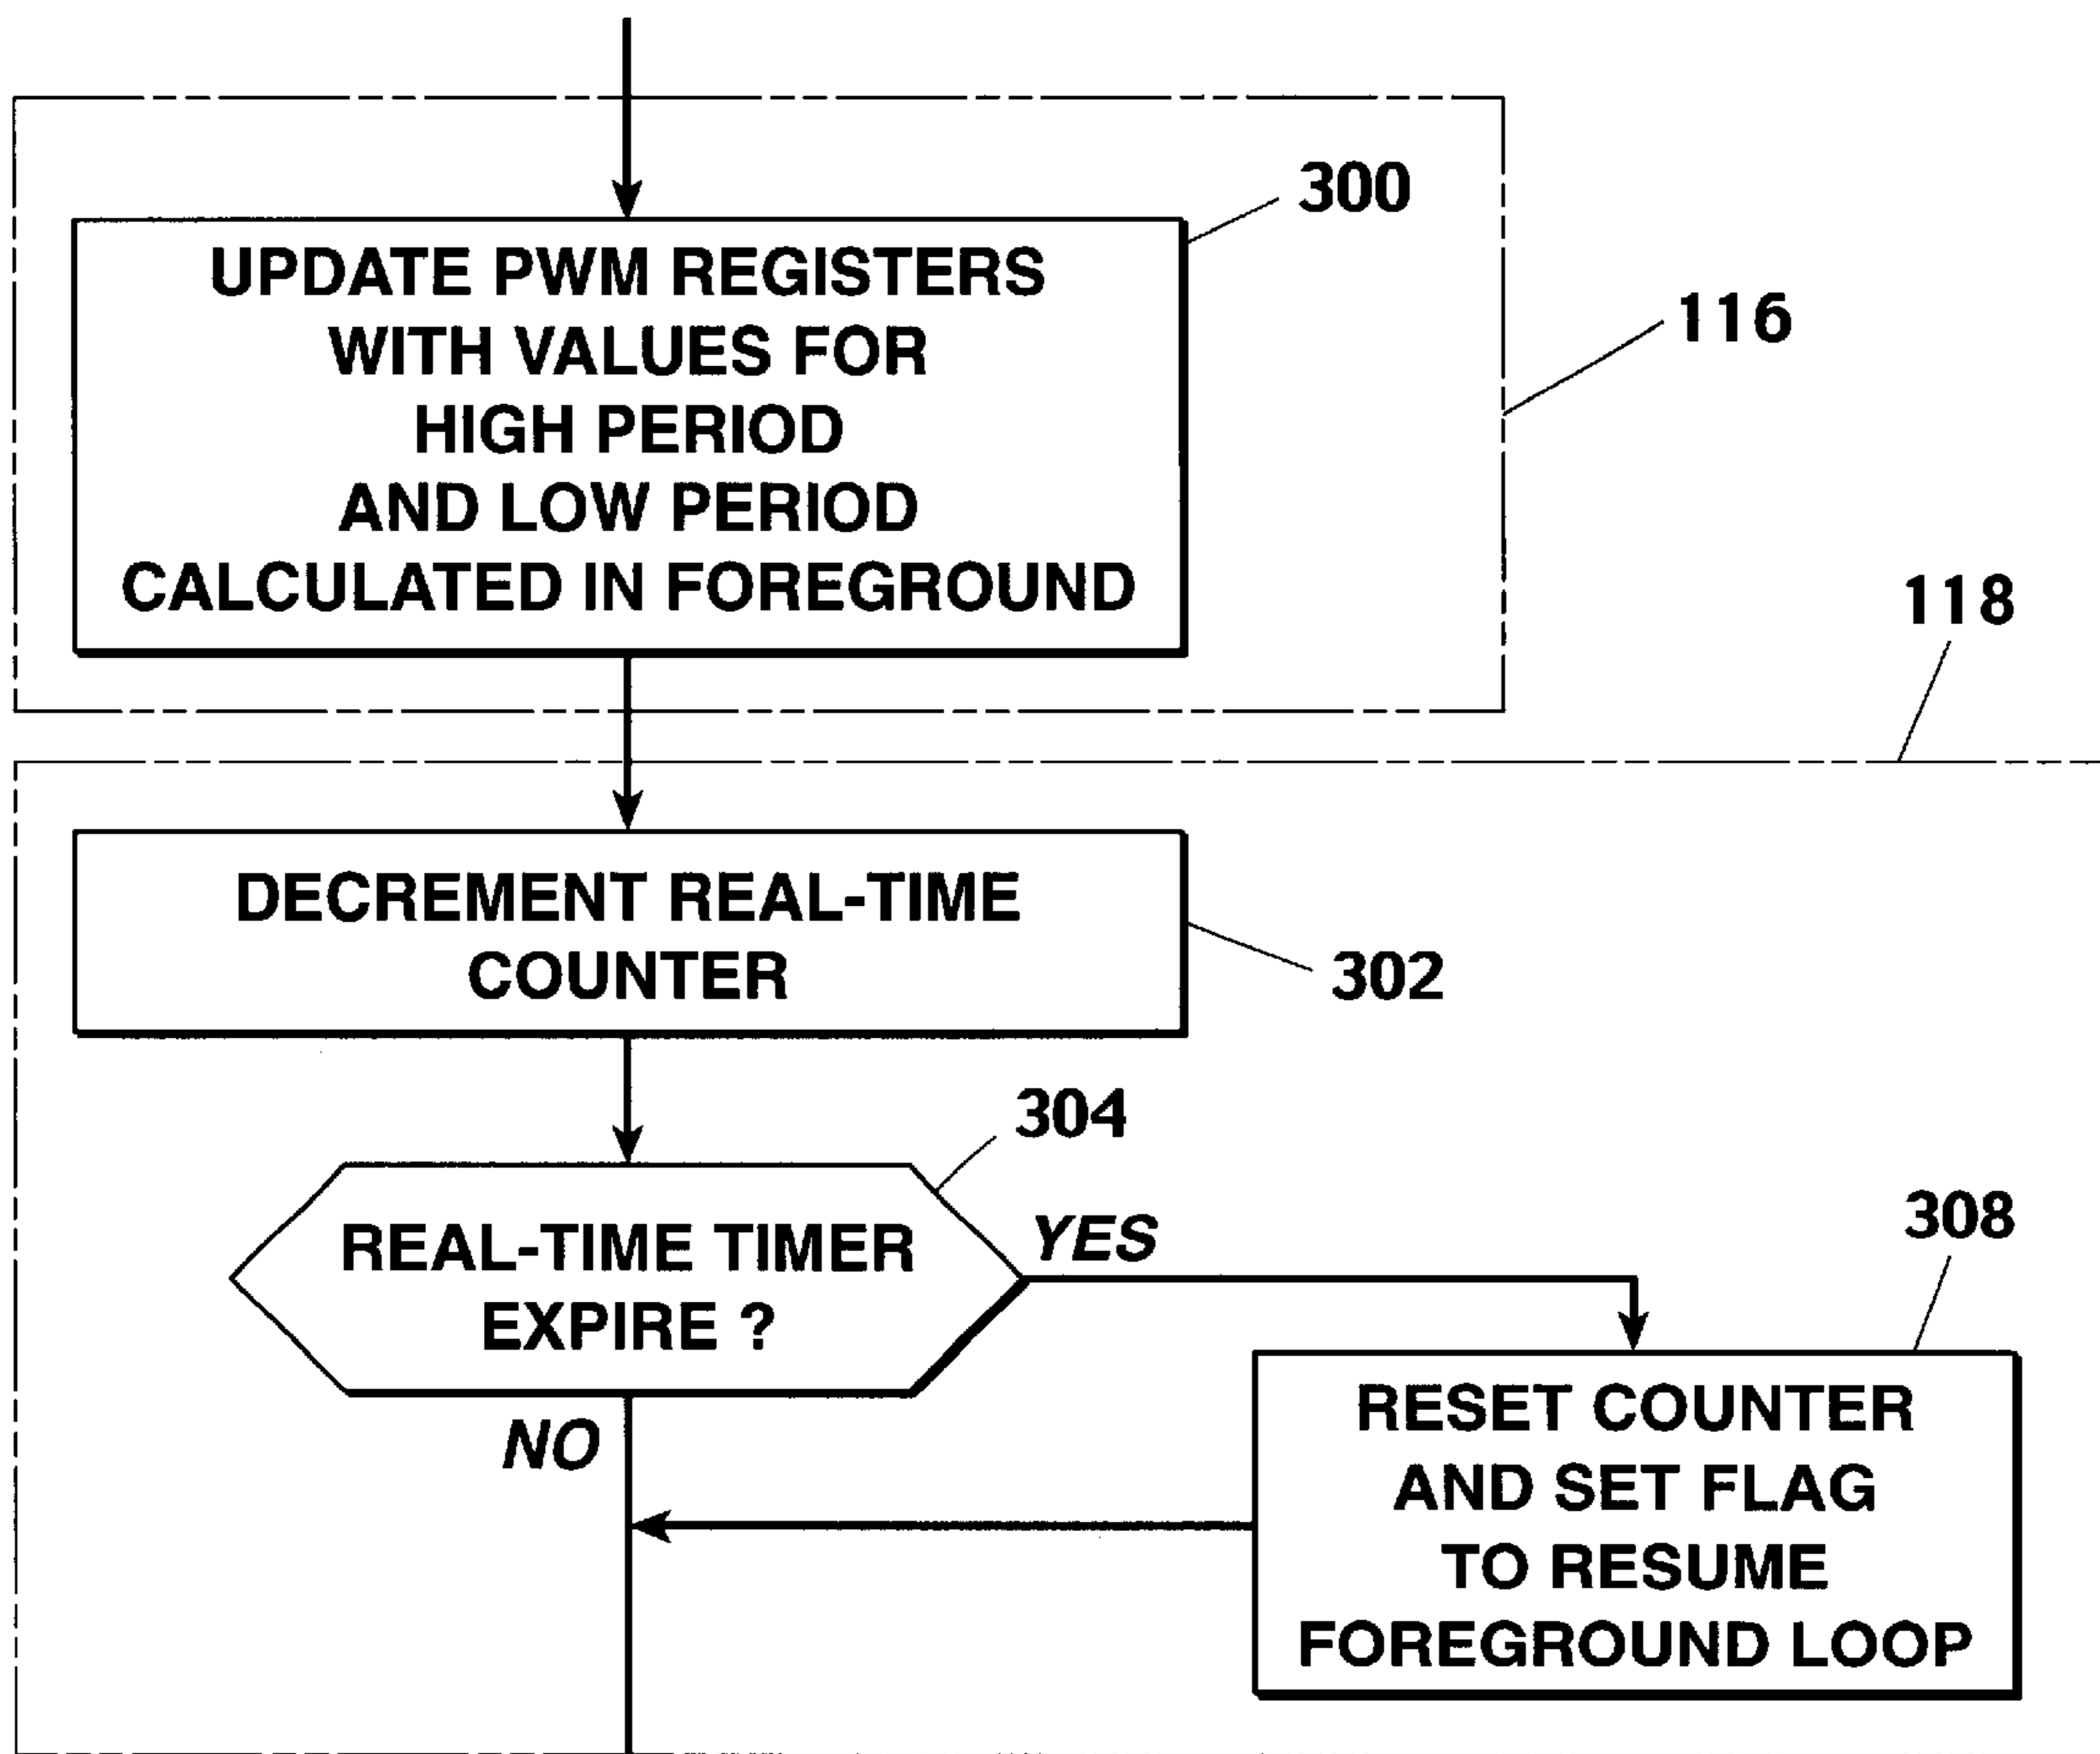 300
UPDATE PWM REGISTERS
WITH VALUES FOR
HIGH PERIOD
AND LOW PERIOD
CALCULATED IN FOREGROUND
116
118
DECREMENT REAL-TIME
COUNTER
302
304
REAL-TIME TIMER
EXPIRE ?
YES
NO
308
RESET COUNTER
AND SET FLAG
TO RESUME
FOREGROUND LOOP